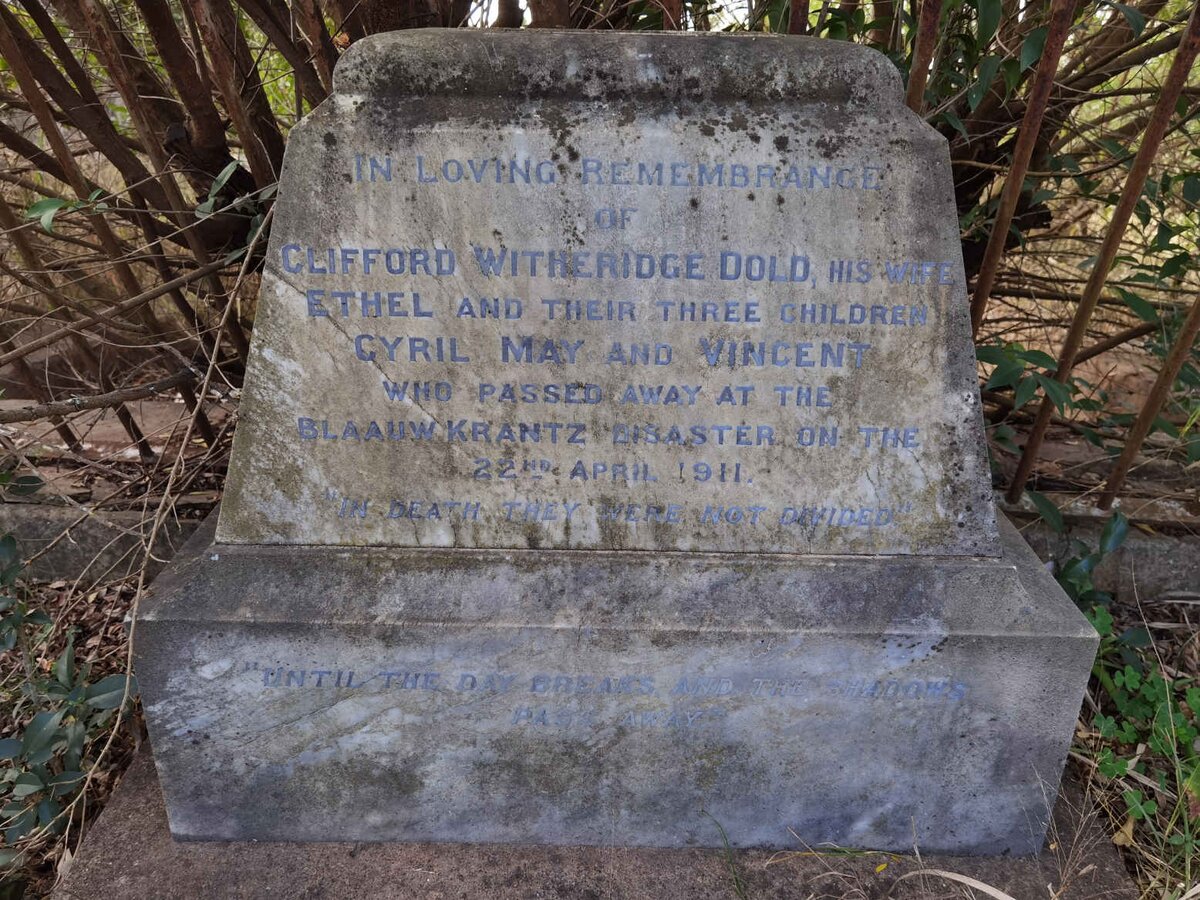 IN LOVING REMEMBRANCE
OF
CLIFFORD WITHERIDGE DOLD, HIS WIFE
ETHEL AND THEIR THREE CHILDREN
CYRIL MAY AND VINCENT
WHO PASSED AWAY AT THE
BLAAUW KRANTZ DISASTER ON THE
22ND APRIL 1911.
"IN DEATH THEY WERE NOT DIVIDED"
"UNTIL THE DAY BREAKS, AND THE SHADOWS
PASS AWAY"